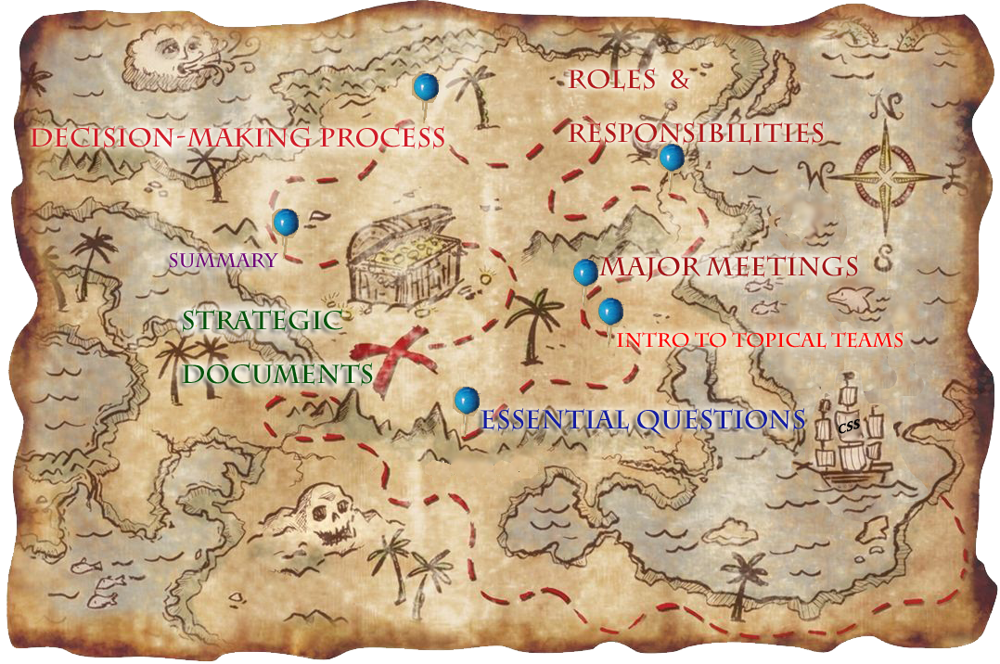 ROLES &
RESPONSIBILITIES
DECISION-MAKING PROCESS
N
W
E
S
SUMMARY
MAJOR MEETINGS
STRATEGIC
DOCUMENTS
INTRO TO TOPICAL TEAMS
ESSENTIAL QUESTIONS
CSS